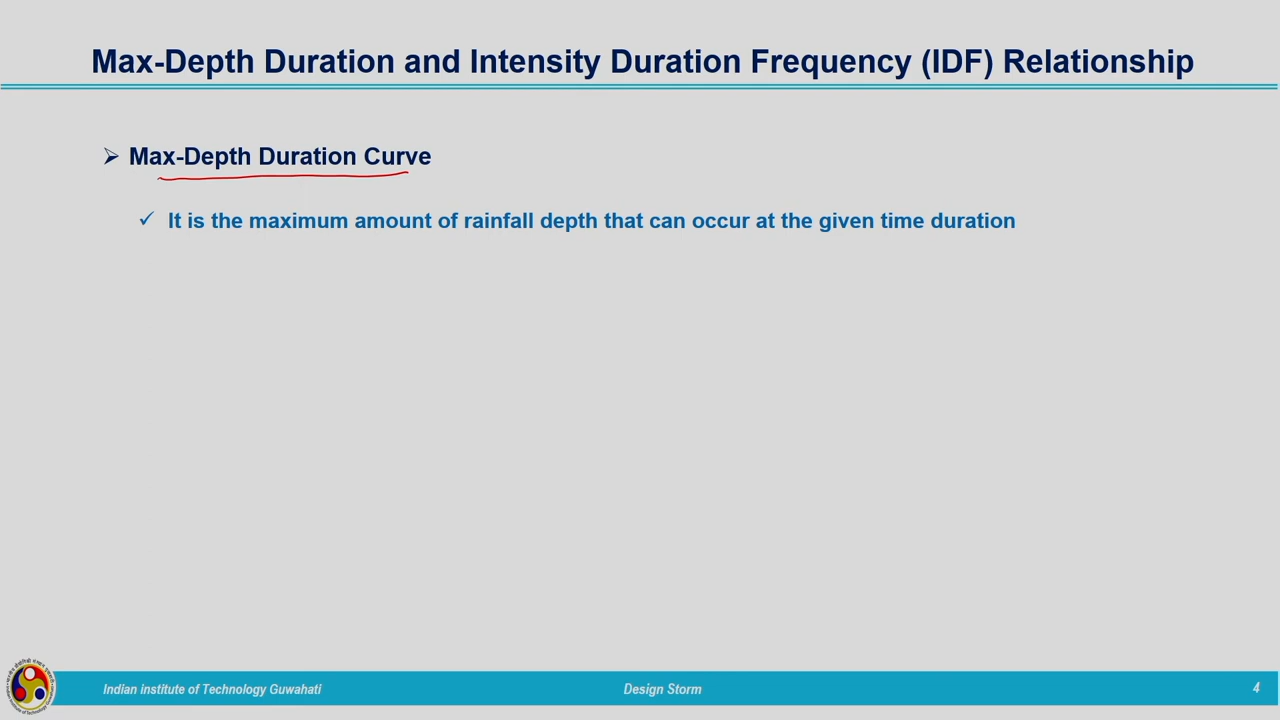 Max-Depth Duration and Intensity Duration Frequency (IDF) Relationship
Max-Depth Duration Curve
It is the maximum amount of rainfall depth that can occur at the given time duration
Indian institute of Technology Guwahati
Design Storm
4